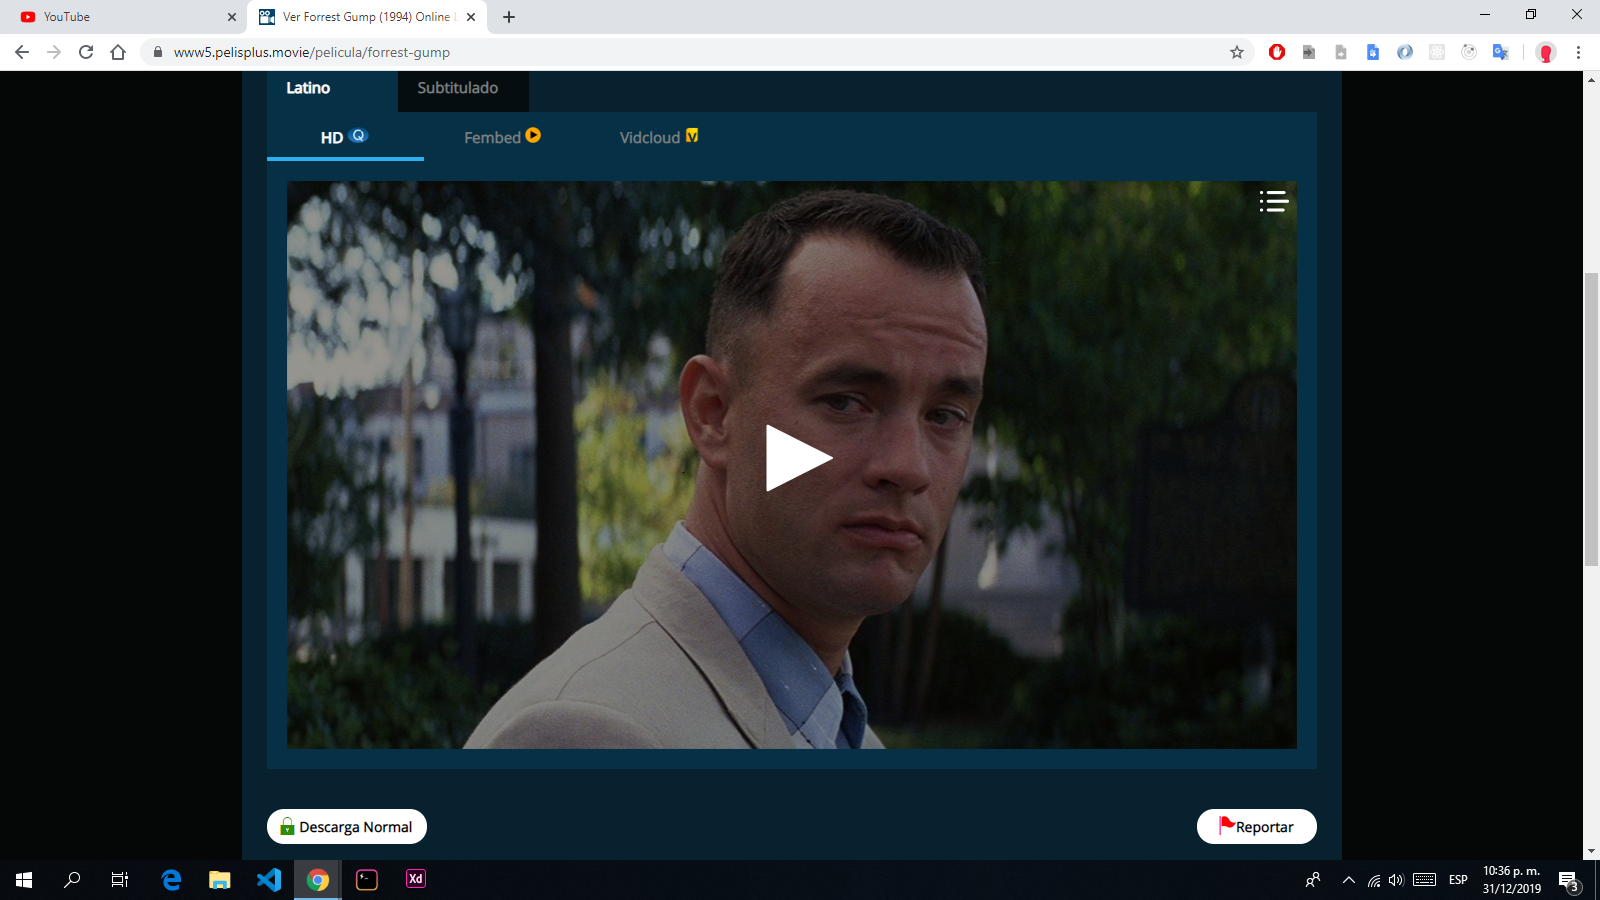 YouTube
Ver Forrest Gump (1994) Online
www5.pelisplus.movie/pelicula/forrest-gump
Latino
Subtitulado
HD
Fembed
Vidcloud
Descarga Normal
Reportar
Xd
ESP
10:36 p. m.
31/12/2019
3